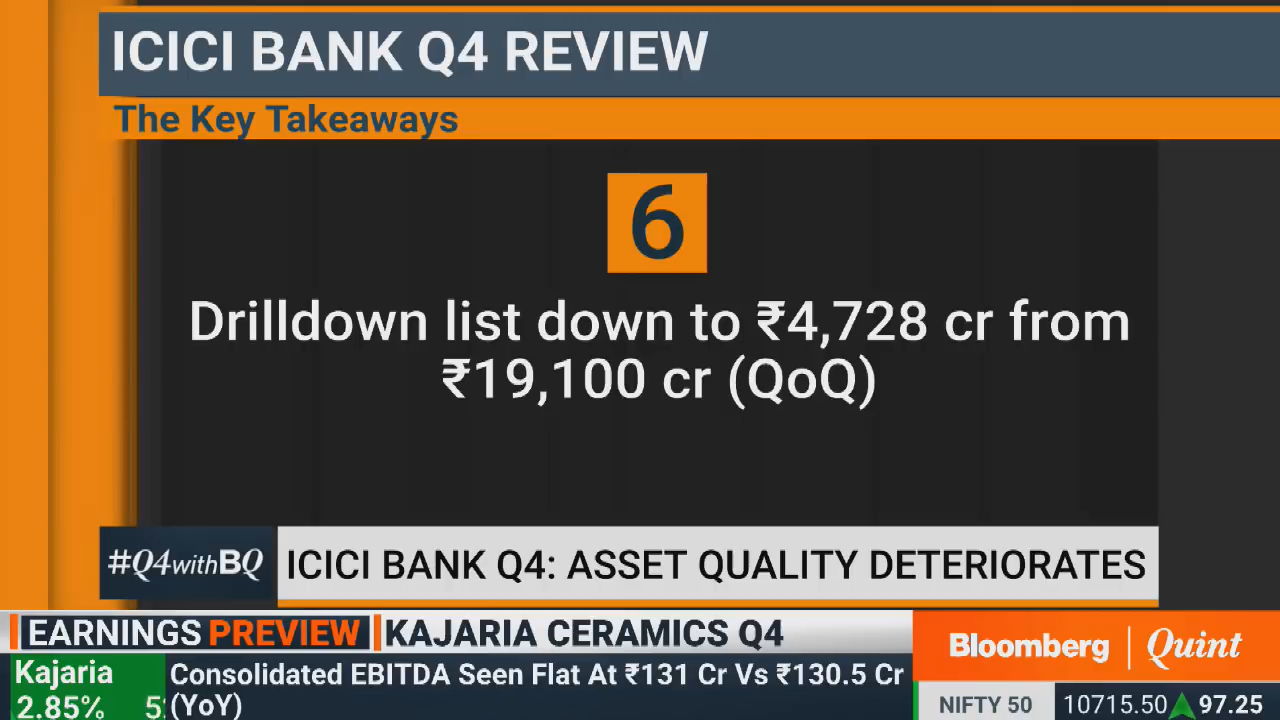 ICICI BANK Q4 REVIEW
The Key Takeaways
6
Drilldown list down to ₹4,728 cr from
₹19,100 cr (QoQ)
#Q4withBQ
ICICI BANK Q4: ASSET QUALITY DETERIORATES
EARNINGS PREVIEW
KAJARIA CERAMICS Q4
Bloomberg | Quint
Kajaria
2.85%
Consolidated EBITDA Seen Flat At ₹131 Cr Vs ₹130.5 Cr
(YoY)
NIFTY 50 10715.50 ▲ 97.25